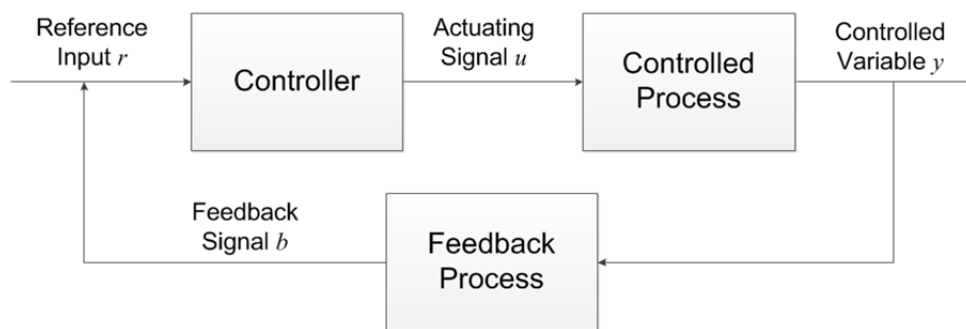 Reference
Input r
Controller
Actuating
Signal u
Controlled
Process
Controlled
Variable y
Feedback
Signal b
Feedback
Process